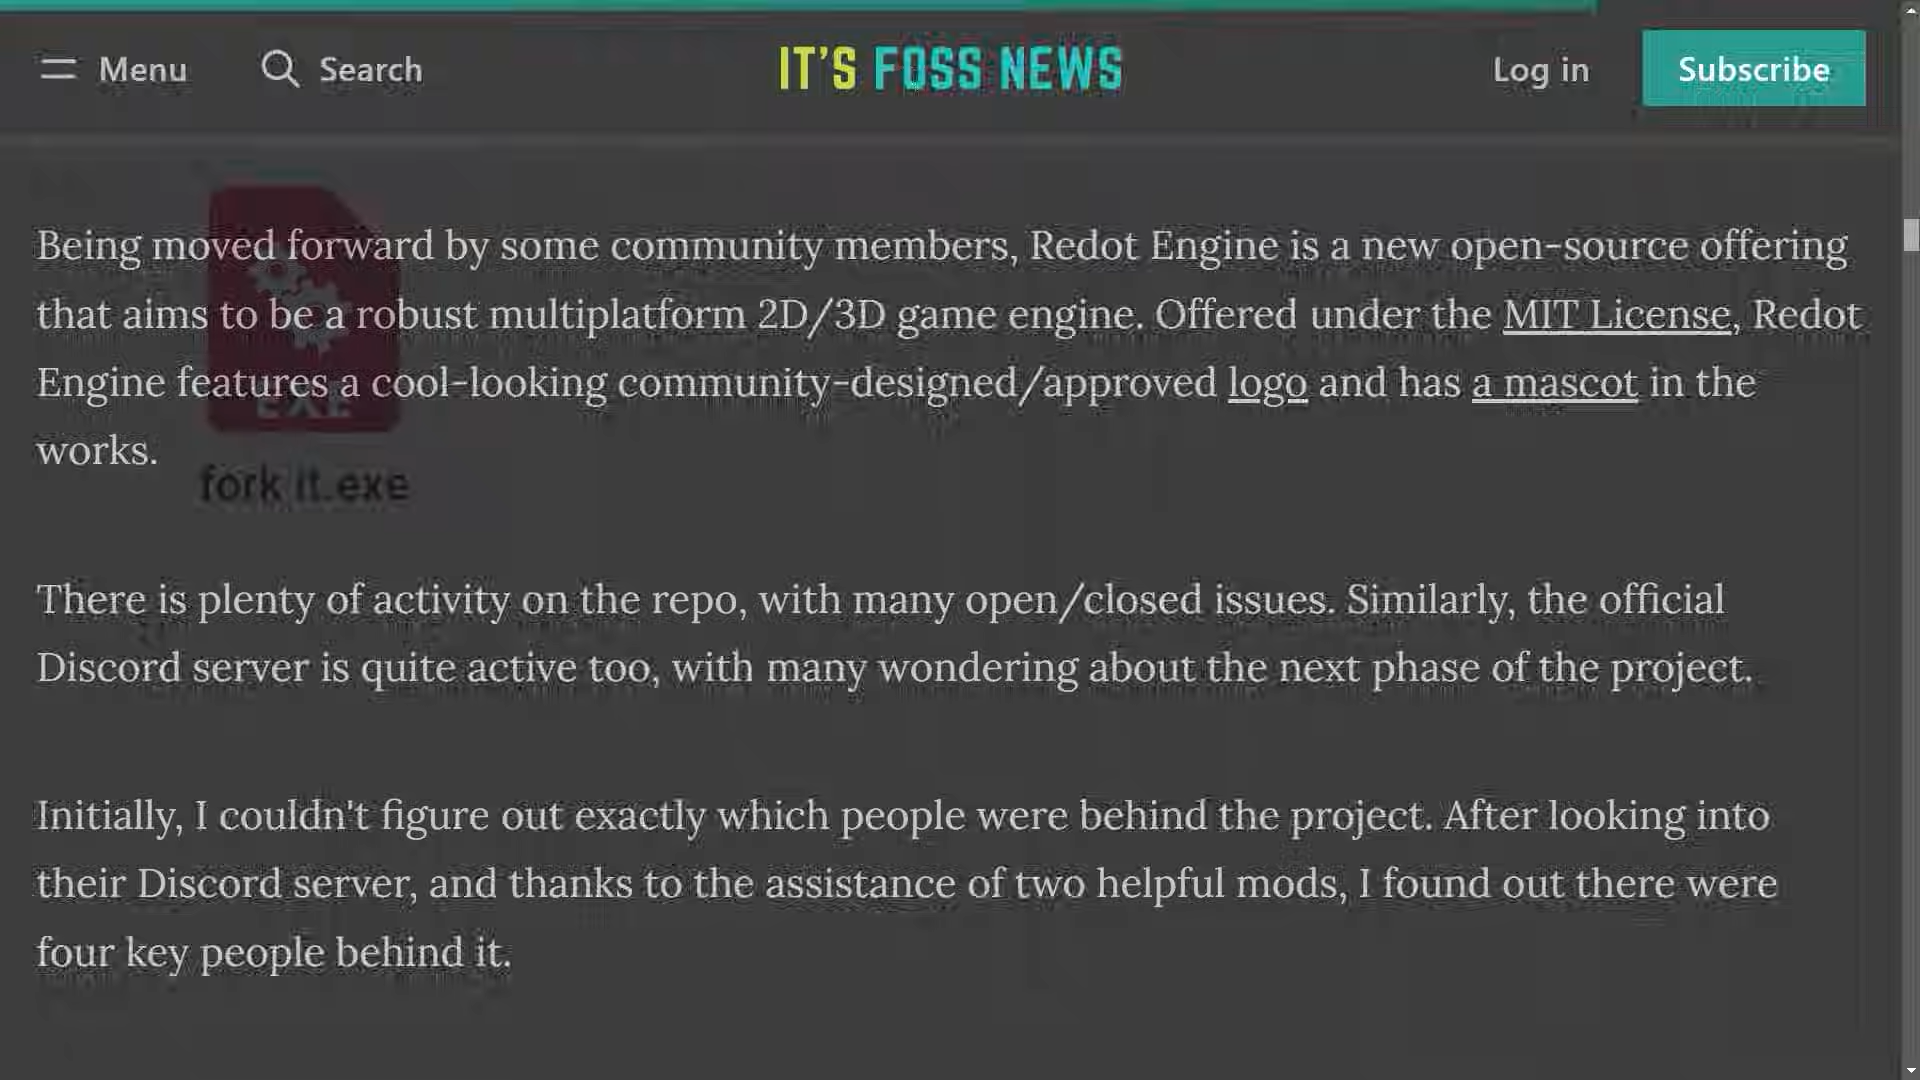 Menu
Search
IT'S FOSS NEWS
Log in
Subscribe
Being moved forward by some community members, Redot Engine is a new open-source offering
that aims to be a robust multiplatform 2D/3D game engine. Offered under the MIT License, Redot
Engine features a cool-looking community-designed/approved logo and has a mascot in the
works.
EXE
fork it.exe
There is plenty of activity on the repo, with many open/closed issues. Similarly, the official
Discord server is quite active too, with many wondering about the next phase of the project.
Initially, I couldn't figure out exactly which people were behind the project. After looking into
their Discord server, and thanks to the assistance of two helpful mods, I found out there were
four key people behind it.